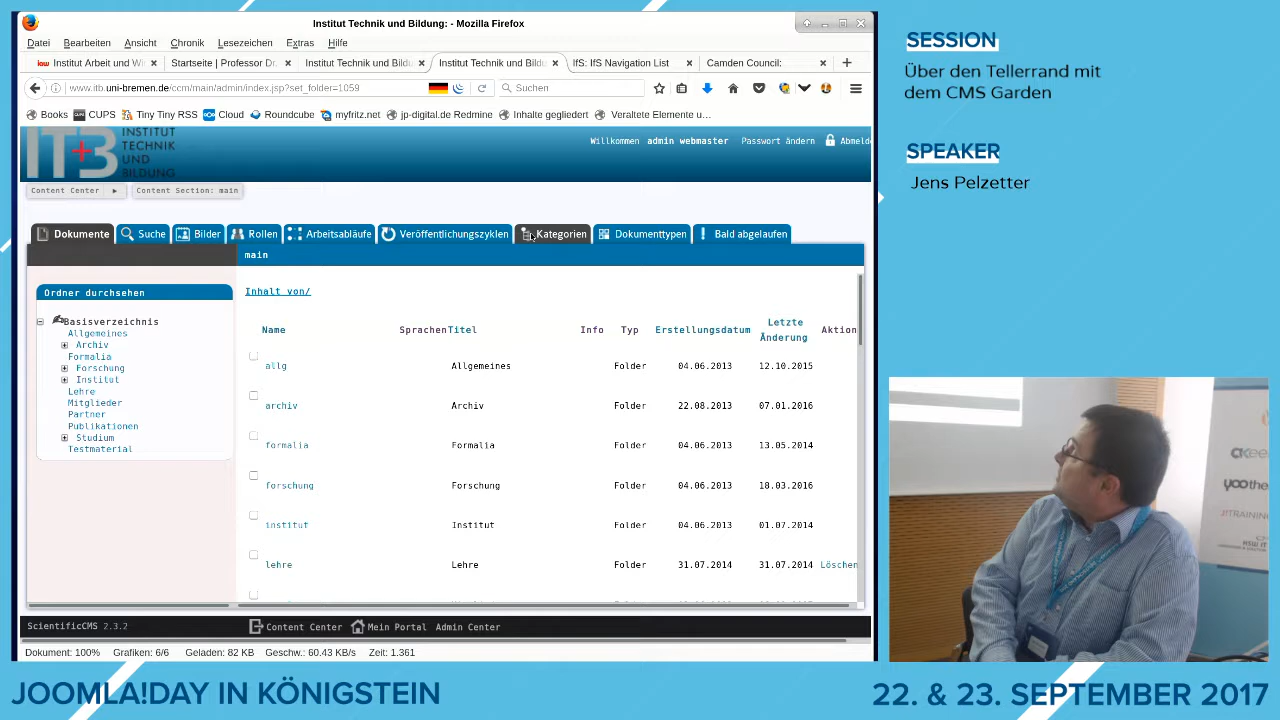 Institut Technik und Bildung: - Mozilla Firefox
Datei Bearbeiten Ansicht Chronik Lesezeichen Extras Hilfe
Institut Arbeit und Wi Startseite | Professor Dr. Institut Technik und Bildu Institut Technik und Bildu IfS: IfS Navigation List Camden Council:
www.itb.uni-bremen.de/ccm/main/admin/index.jsp?set_folder=1059 Suchen
Books CUPS Tiny Tiny RSS Cloud Roundcube myfritz.net jp-digital.de Redmine Inhalte gegliedert Veraltete Elemente u...
IT+B INSTITUT
TECHNIK
UND
BILDUNG
Willkommen admin webmaster Passwort ändern Abmeld
Content Center Content Section: main
Dokumente Suche Bilder Rollen Arbeitsabläufe Veröffentlichungszyklen Kategorien Dokumenttypen Bald abgelaufen
main
Ordner durchsehen
Basisverzeichnis
Allgemeines
Archiv
Formalia
Forschung
Institut
Lehre
Mitglieder
Partner
Publikationen
Studium
Testmaterial
Inhalt von/
Name Sprachen Titel Info Typ Erstellungsdatum Letzte Änderung Aktion
allg Allgemeines Folder 04.06.2013 12.10.2015
archiv Archiv Folder 22.08.2013 07.01.2016
formalia Formalia Folder 04.06.2013 13.05.2014
forschung Forschung Folder 04.06.2013 18.03.2016
institut Institut Folder 04.06.2013 01.07.2014
lehre Lehre Folder 31.07.2014 31.07.2014 Löschen
ScientificCMS 2.3.2 Content Center Mein Portal Admin Center
Dokument: 100% Grafiken: 6/6 Geladen: 82 KB Geschw.: 60.43 KB/s Zeit: 1.361
SESSION
Über den Tellerrand mit
dem CMS Garden
SPEAKER
Jens Pelzetter
yoothe
JOOMLA!DAY IN KÖNIGSTEIN
22. & 23. SEPTEMBER 2017